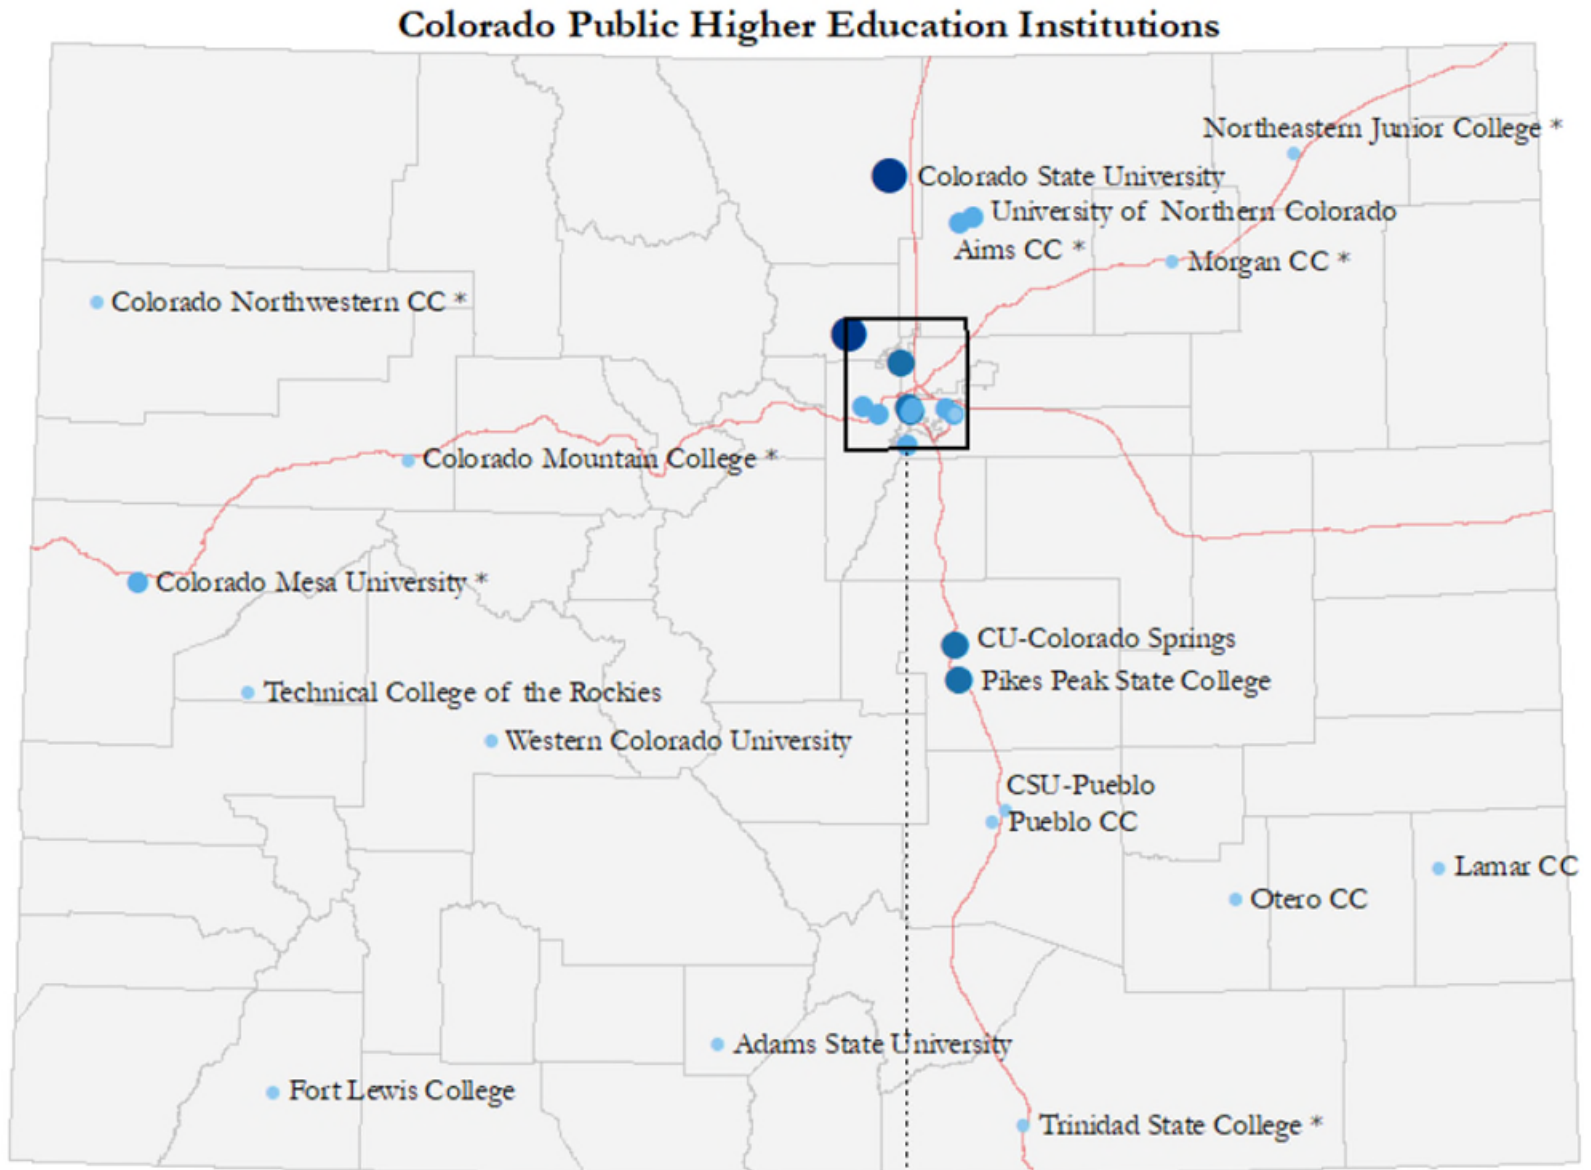 Colorado Public Higher Education Institutions
Northeastern Junior College *
Colorado State University
University of Northern Colorado
Aims CC *
Morgan CC *
Colorado Northwestern CC *
Colorado Mountain College *
Colorado Mesa University *
CU-Colorado Springs
Pikes Peak State College
Technical College of the Rockies
Western Colorado University
CSU-Pueblo
Pueblo CC
Lamar CC
Otero CC
Adams State University
Fort Lewis College
Trinidad State College *